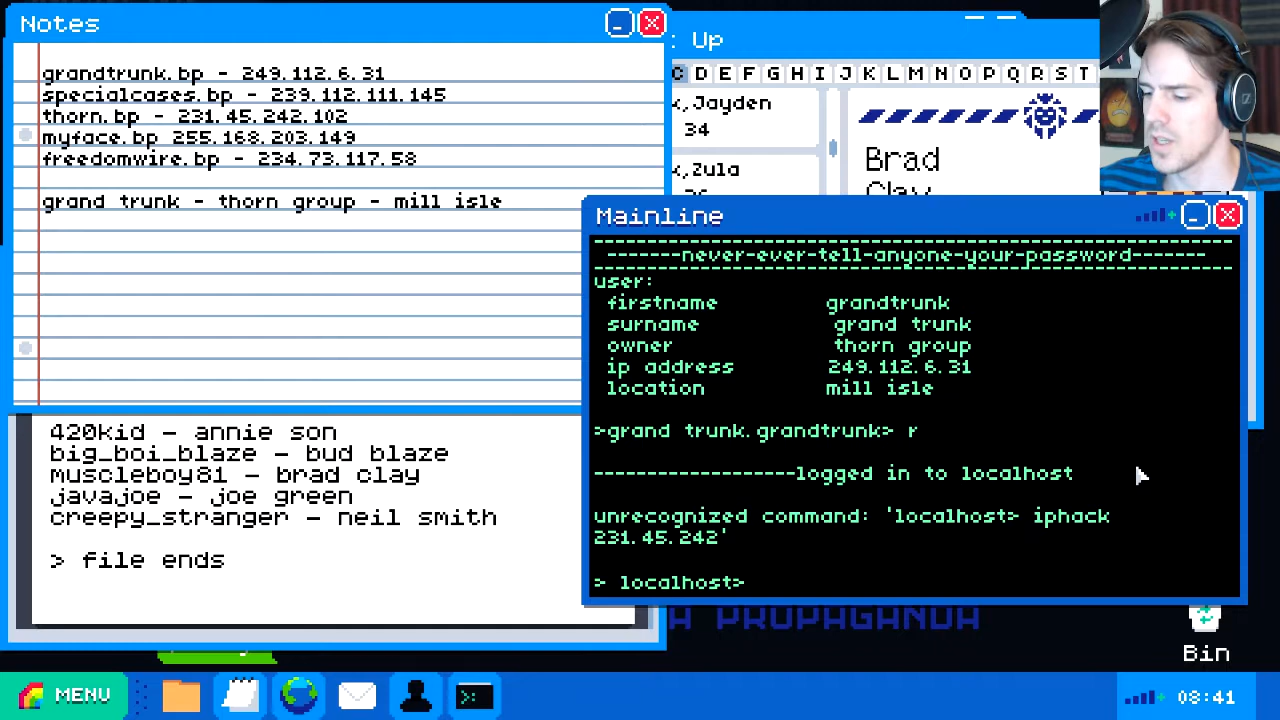 Notes
grandtrunk.bp - 249.112.6.31
specialcases.bp - 239.112.111.145
thorn.bp - 231.45.242.102
myface.bp 255.168.203.149
freedomwire.bp - 234.73.117.58
grand trunk - thorn group - mill isle
: Up
C D E F G H I J K L M N O P Q R S T
x,Jayden
34
x,Zula
Brad
Clay
Mainline
-------never-ever-tell-anyone-your-password-------
user:
firstname grandtrunk
surname grand trunk
owner thorn group
ip address 249.112.6.31
location mill isle
>grand trunk.grandtrunk> r
------------------logged in to localhost
unrecognized command: 'localhost> iphack
231.45.242'
> localhost>
420kid - annie son
big_boi_blaze - bud blaze
muscleboy81 - brad clay
javajoe - joe green
creepy_stranger - neil smith
> file ends
A PROPAGANDA
Bin
MENU
08:41